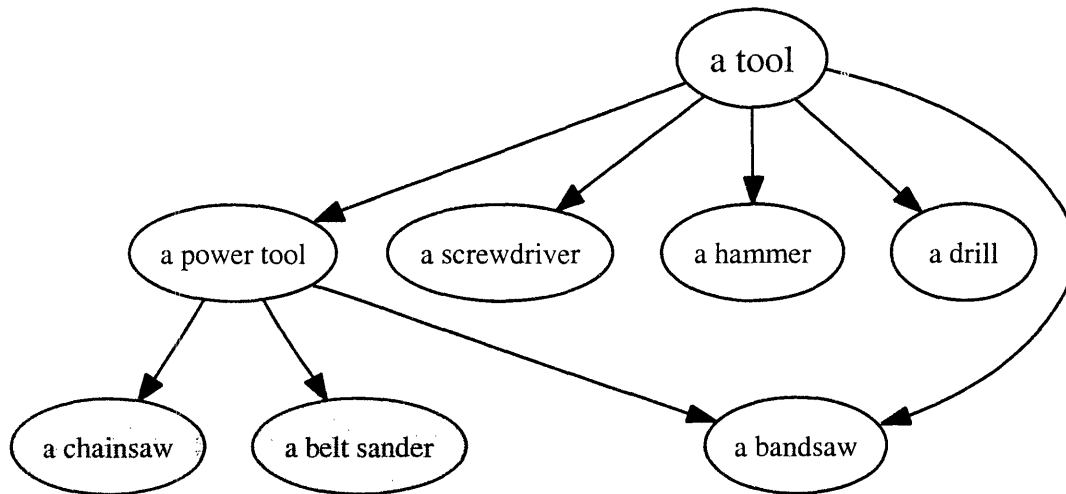 a tool
a power tool
a screwdriver
a hammer
a drill
a chainsaw
a belt sander
a bandsaw